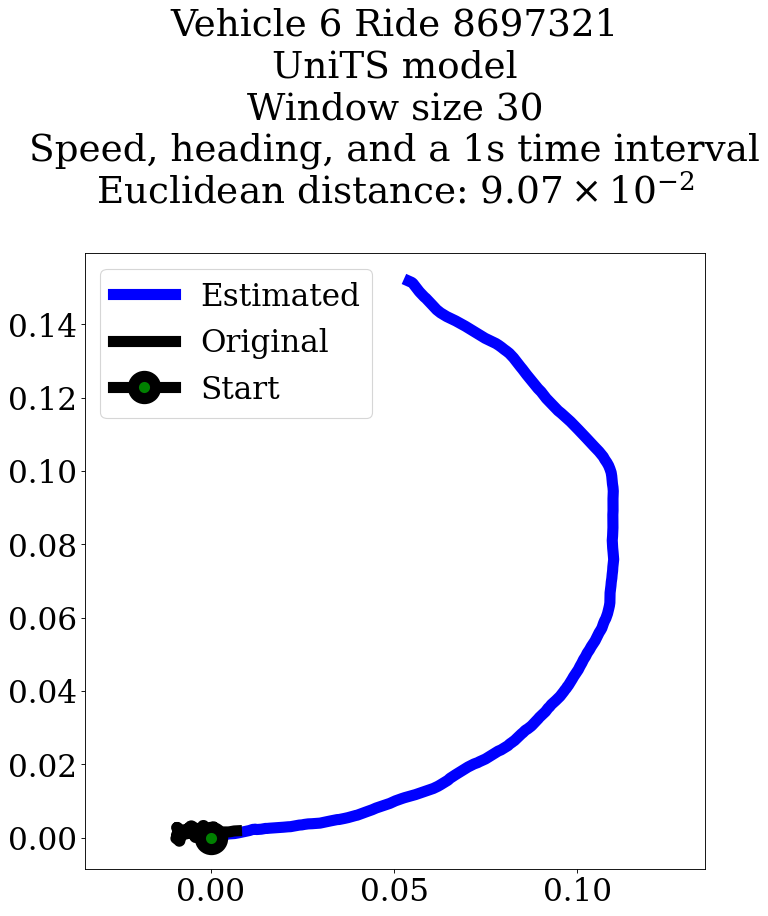 Vehicle 6 Ride 8697321
UniTS model
Window size 30
Speed, heading, and a 1s time interval
Euclidean distance: 9.07 × 10⁻²
Estimated
Original
Start
0.14
0.12
0.10
0.08
0.06
0.04
0.02
0.00
0.00 0.05 0.10